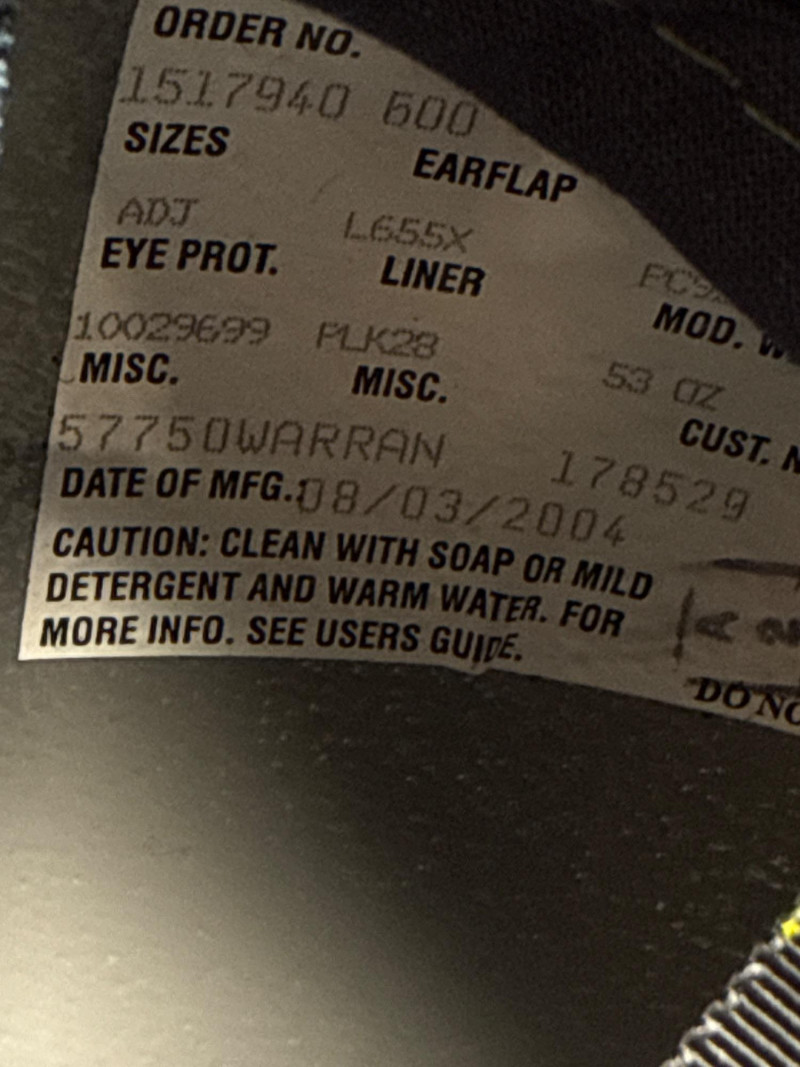 ORDER NO.
1517940 600
SIZES EARFLAP
ADJ L655X
EYE PROT. LINER MOD.
10029699 PLK28 53 OZ
MISC. MISC. CUST.
57750WARRAN 178529
DATE OF MFG.: 08/03/2004
CAUTION: CLEAN WITH SOAP OR MILD
DETERGENT AND WARM WATER. FOR
MORE INFO. SEE USERS GUIDE.
A
DO